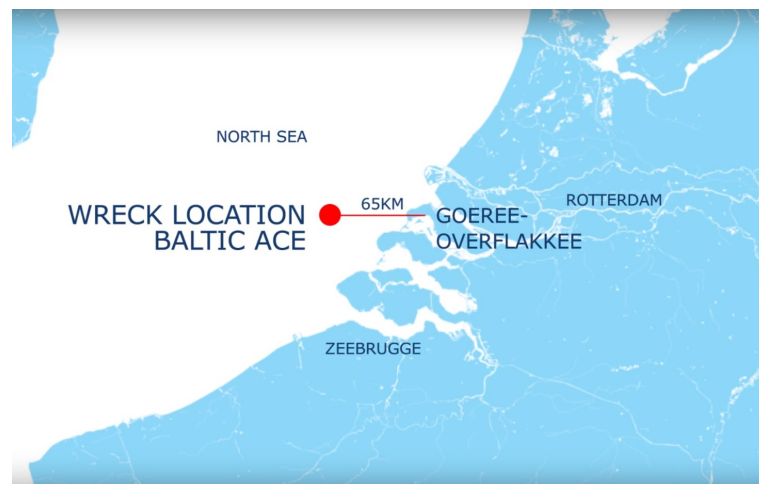 NORTH SEA
WRECK LOCATION
BALTIC ACE
65KM
GOEREE-
OVERFLAKKEE
ROTTERDAM
ZEEBRUGGE